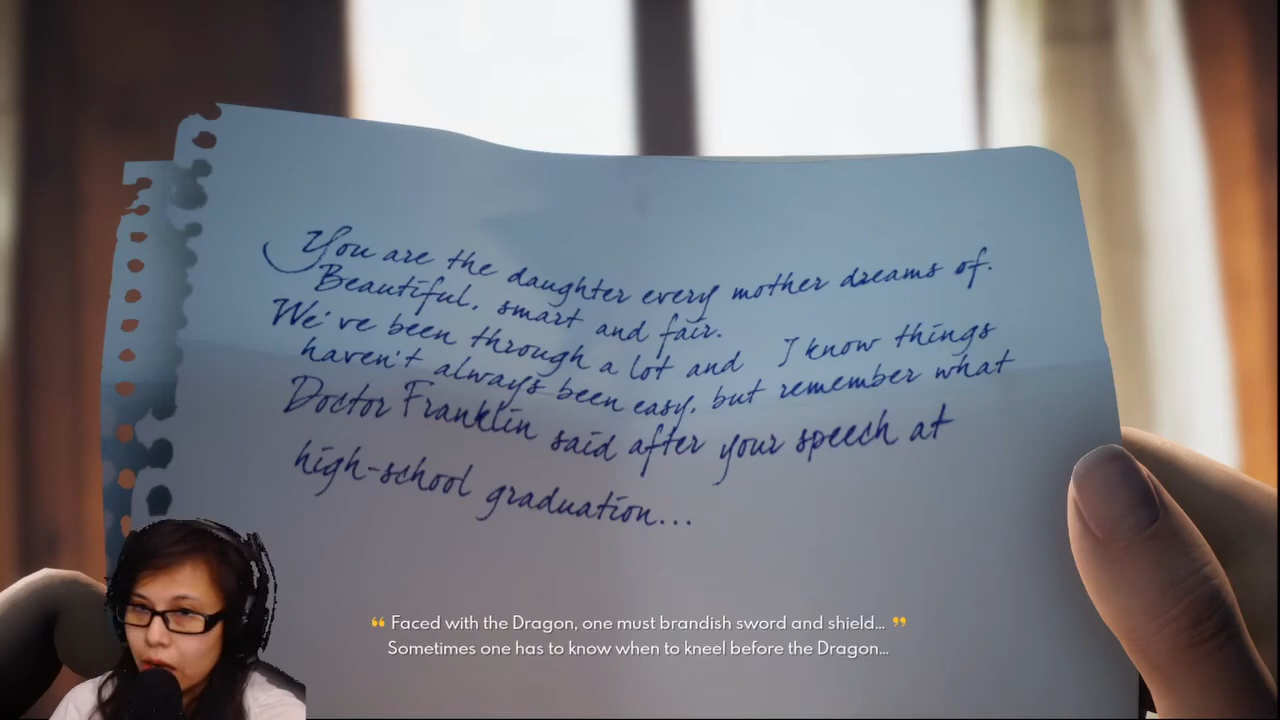 You are the daughter every mother dreams of.
Beautiful, smart and fair.
We've been through a lot and I know things
haven't always been easy, but remember what
Doctor Franklin said after your speech at
high-school graduation...
“ Faced with the Dragon, one must brandish sword and shield... ”
Sometimes one has to know when to kneel before the Dragon...